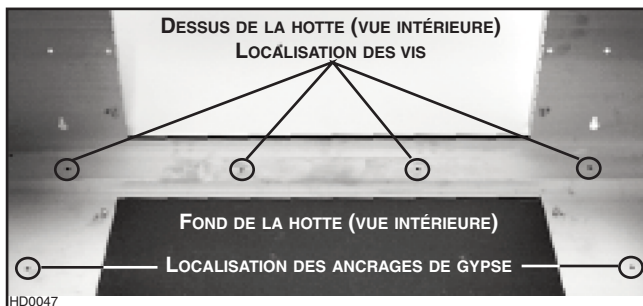 DESSUS DE LA HOTTE (VUE INTÉRIEURE)
LOCALISATION DES VIS
FOND DE LA HOTTE (VUE INTÉRIEURE)
LOCALISATION DES ANCRAGES DE GYPSE
HD0047